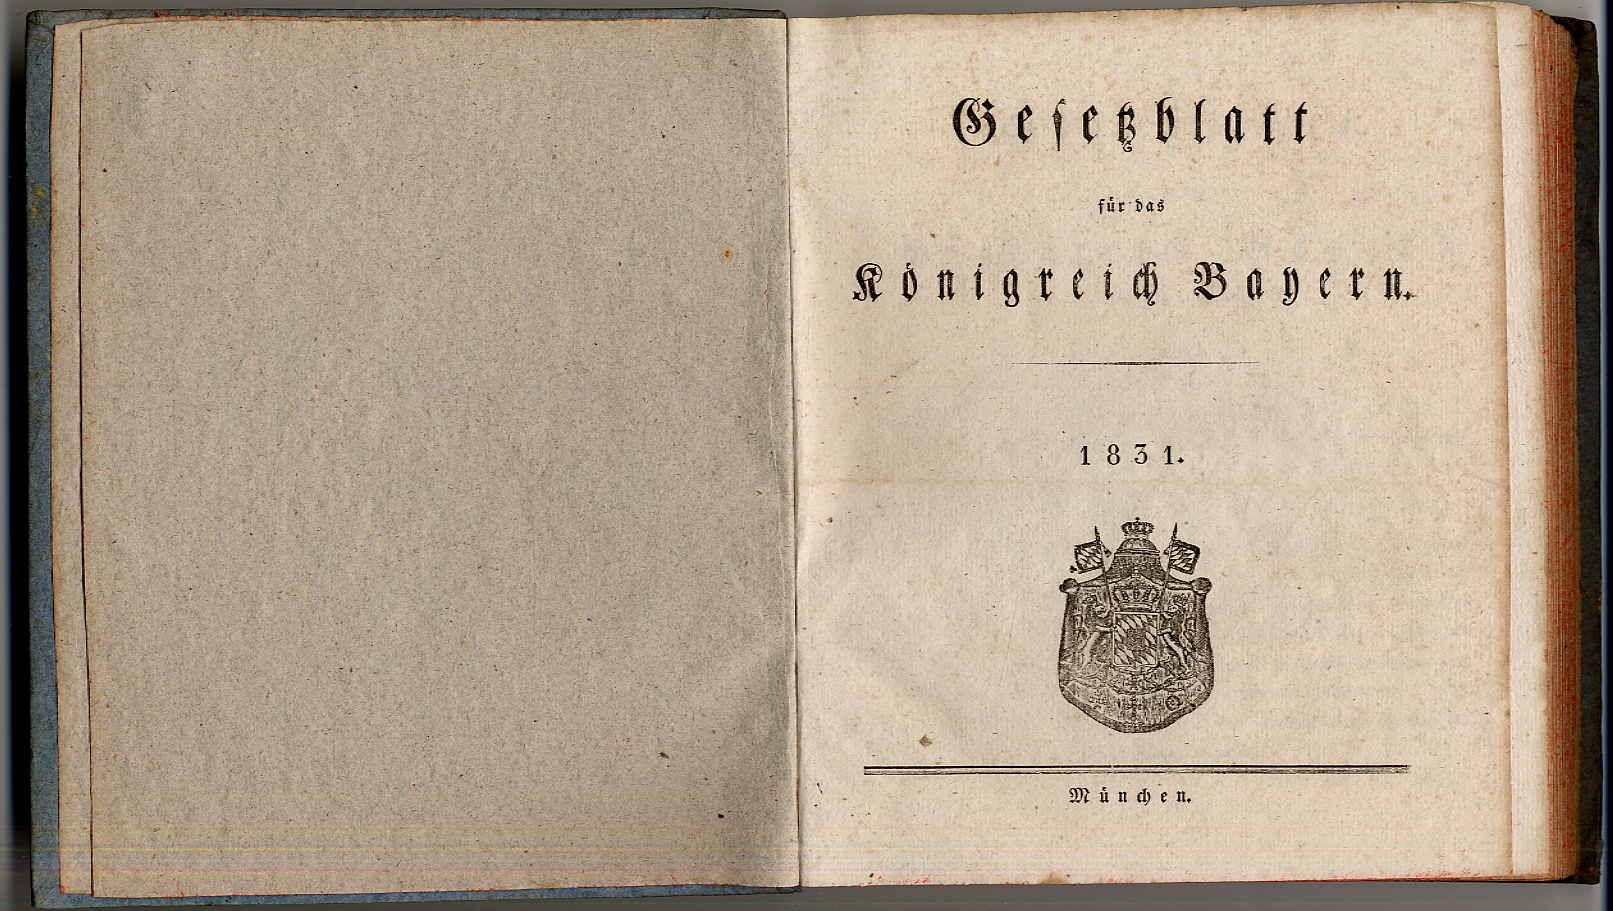 Geſetzblatt
für das
Königreich Bayern.
1831.
München.